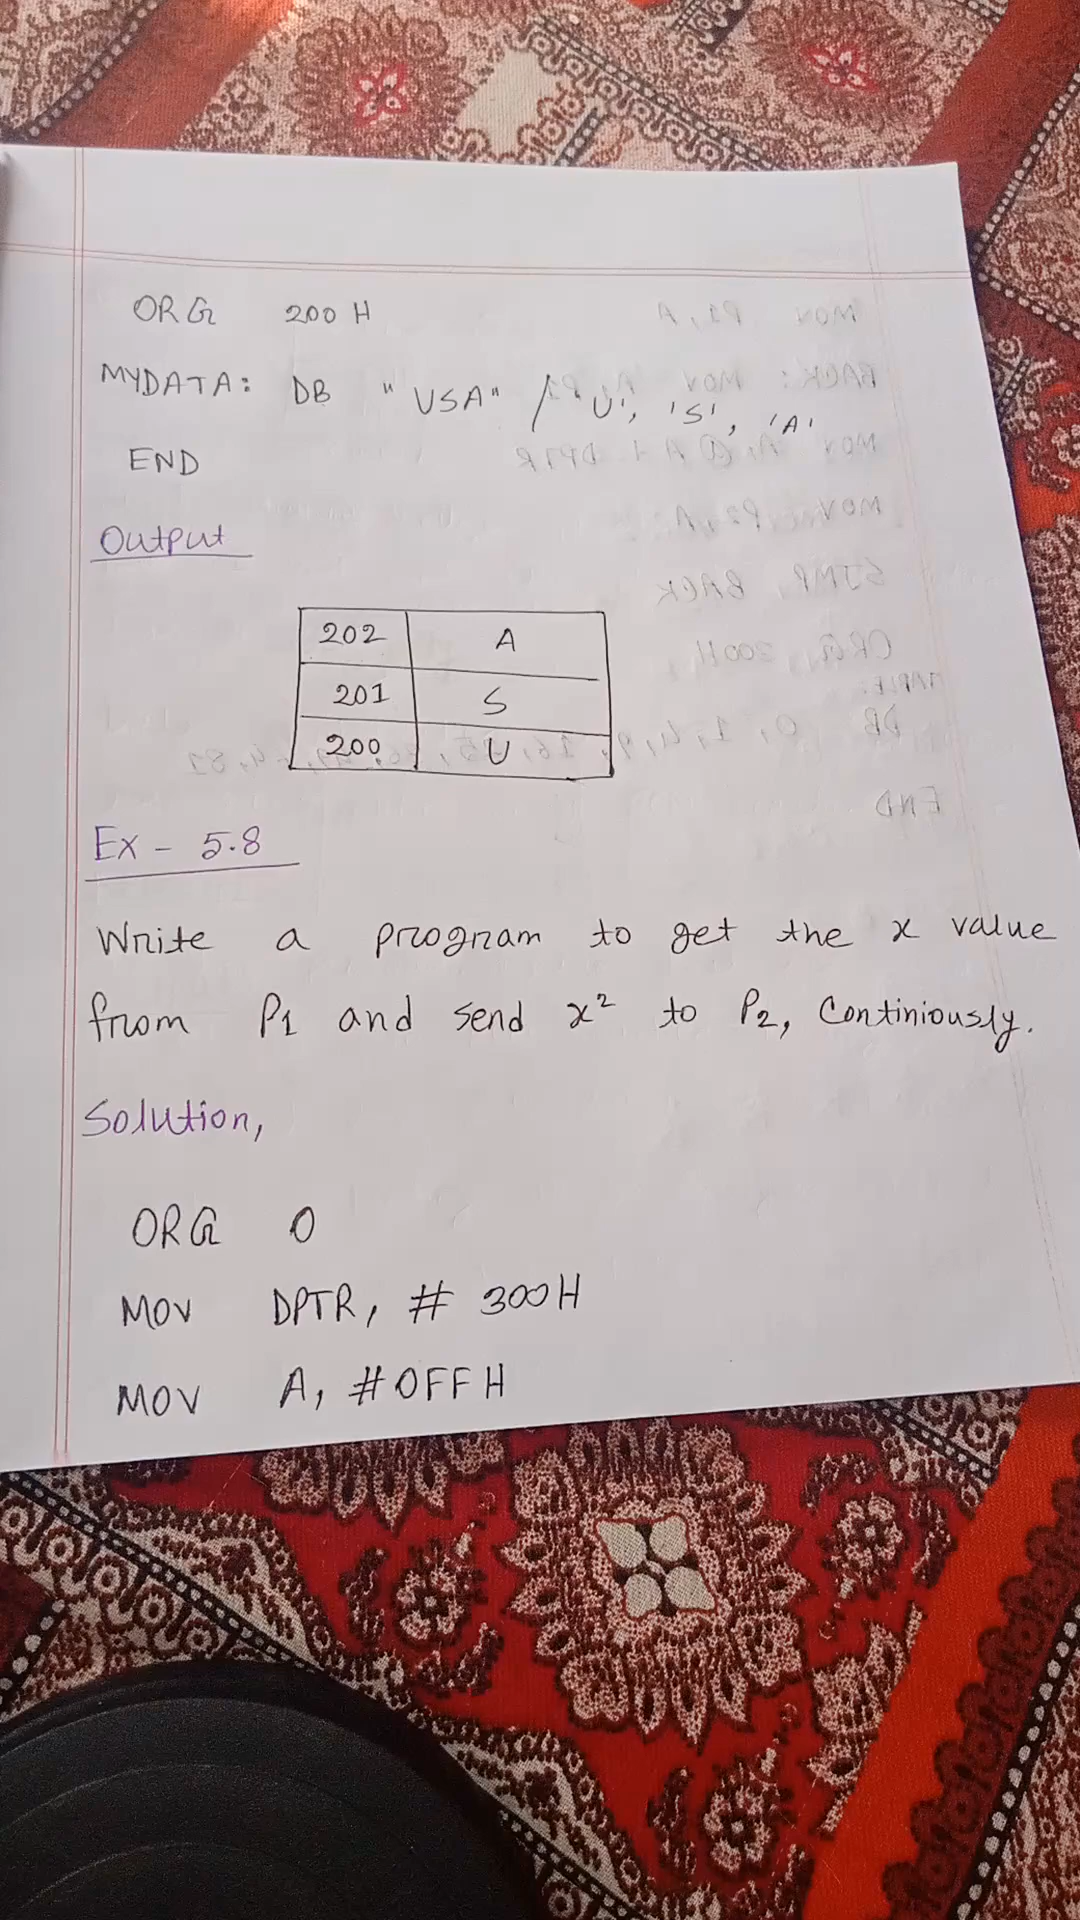 ORG 200 H
MYDATA: DB "USA" / 'U', 'S', 'A'
END
Output
202 A
201 S
200 U
Ex - 5.8
Write a program to get the x value
from P1 and send x² to P2, Continiously.
Solution,
ORG 0
MOV DPTR, # 300H
MOV A, #0FFH